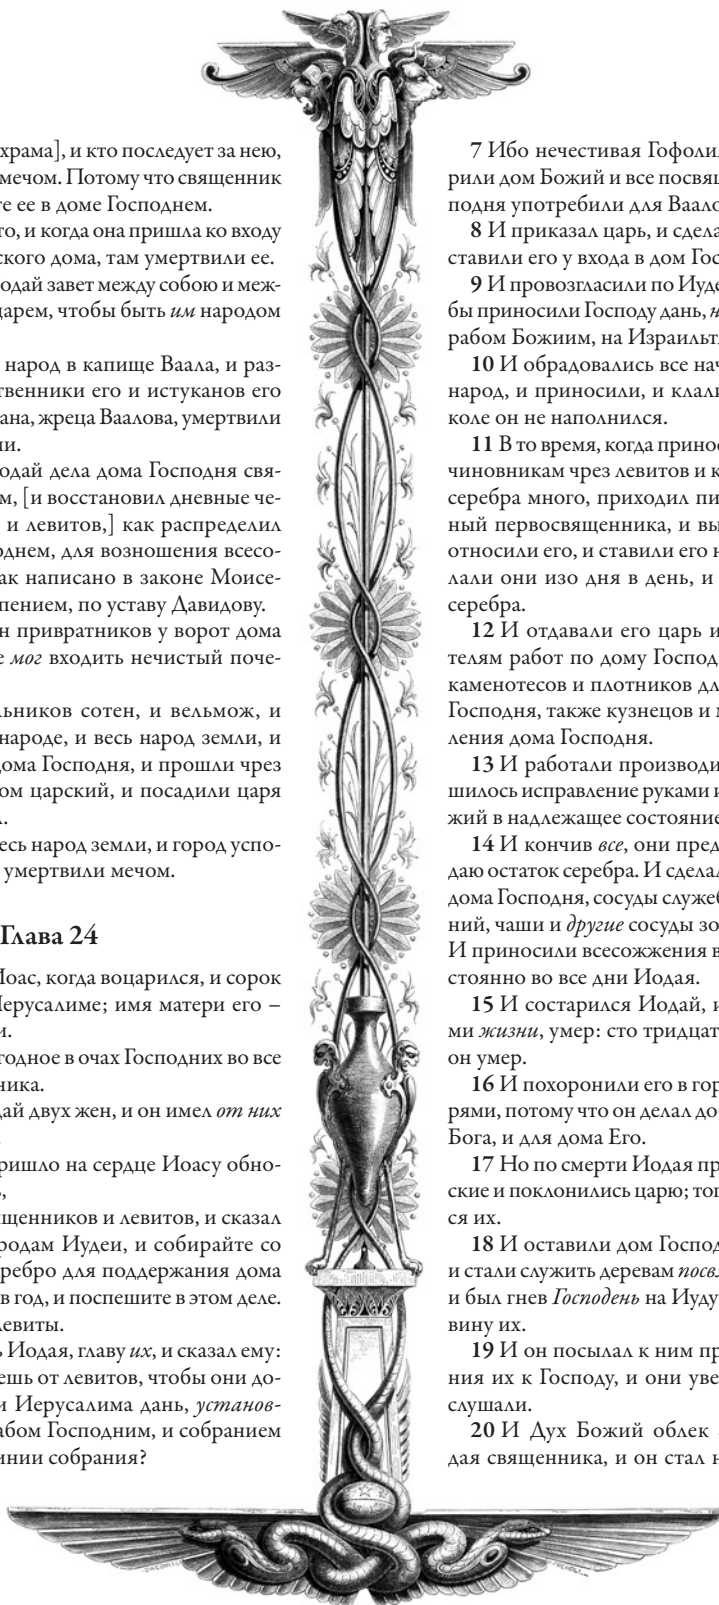 храма], и кто последует за нею,
мечом. Потому что священник
те ее в доме Господнем.
то, и когда она пришла ко входу
ского дома, там умертвили ее.
одай завет между собою и меж-
царем, чтобы быть им народом
народ в капище Ваала, и раз-
твенники его и истуканов его
ана, жреца Ваалова, умертвили
ми.
одай дела дома Господня свя-
м, [и восстановил дневные че-
и левитов,] как распределил
однем, для возношения всесо-
ак написано в законе Моисе-
пением, по уставу Давидову.
н привратников у ворот дома
е мог входить нечистый поче-
льников сотен, и вельмож, и
народе, и весь народ земли, и
дома Господня, и прошли чрез
ом царский, и посадили царя
весь народ земли, и город успо-
умертвили мечом.
Глава 24
Иоас, когда воцарился, и сорок
Иерусалиме; имя матери его –
и.
годное в очах Господних во все
ника.
дай двух жен, и он имел от них
ришло на сердце Иоасу обно-
ь,
щенников и левитов, и сказал
родам Иудеи, и собирайте со
ребро для поддержания дома
в год, и поспешите в этом деле.
левиты.
ь Иодая, главу их, и сказал ему:
ешь от левитов, чтобы они до-
и Иерусалима дань, установ-
абом Господним, и собранием
инии собрания?
7 Ибо нечестивая Гофоли
рили дом Божий и все посвя
подня употребили для Ваало
8 И приказал царь, и сдела
ставили его у входа в дом Гос
9 И провозгласили по Иуде
бы приносили Господу дань, н
рабом Божиим, на Израильт
10 И обрадовались все нач
народ, и приносили, и клали
коле он не наполнился.
11 В то время, когда принос
чиновникам чрез левитов и к
серебра много, приходил пи
ный первосвященника, и вы
относили его, и ставили его н
лали они изо дня в день, и
серебра.
12 И отдавали его царь и
телям работ по дому Господ
каменотесов и плотников дл
Господня, также кузнецов и м
ления дома Господня.
13 И работали производи
шилось исправление руками и
жий в надлежащее состояние
14 И кончив все, они пред
даю остаток серебра. И сдела
дома Господня, сосуды служеб
ний, чаши и другие сосуды зо
И приносили всесожжения в
стоянно во все дни Иодая.
15 И состарился Иодай, и
ми жизни, умер: сто тридцат
он умер.
16 И похоронили его в гор
рями, потому что он делал до
Бога, и для дома Его.
17 Но по смерти Иодая пр
ские и поклонились царю; тог
ся их.
18 И оставили дом Господ
и стали служить деревам посвя
и был гнев Господень на Иуду
вину их.
19 И он посылал к ним пр
ния их к Господу, и они уве
слушали.
20 И Дух Божий облек
дая священника, и он стал н